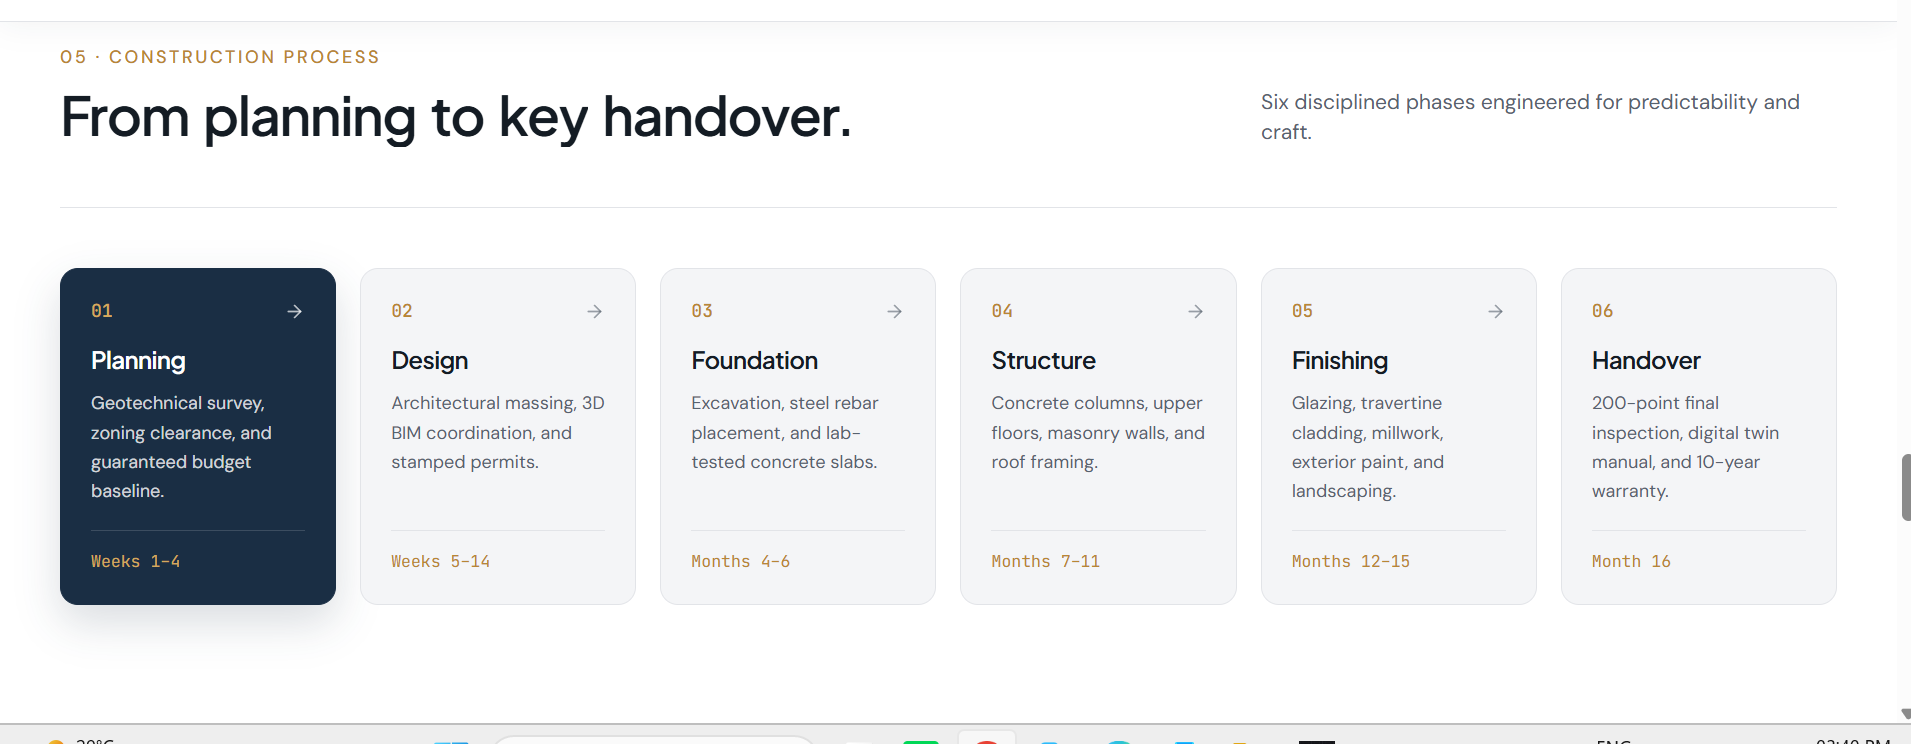 05 · CONSTRUCTION PROCESS
From planning to key handover.
Six disciplined phases engineered for predictability and
craft.
01
Planning
Geotechnical survey,
zoning clearance, and
guaranteed budget
baseline.
Weeks 1–4
02
Design
Architectural massing, 3D
BIM coordination, and
stamped permits.
Weeks 5–14
03
Foundation
Excavation, steel rebar
placement, and lab-
tested concrete slabs.
Months 4–6
04
Structure
Concrete columns, upper
floors, masonry walls, and
roof framing.
Months 7–11
05
Finishing
Glazing, travertine
cladding, millwork,
exterior paint, and
landscaping.
Months 12–15
06
Handover
200-point final
inspection, digital twin
manual, and 10-year
warranty.
Month 16